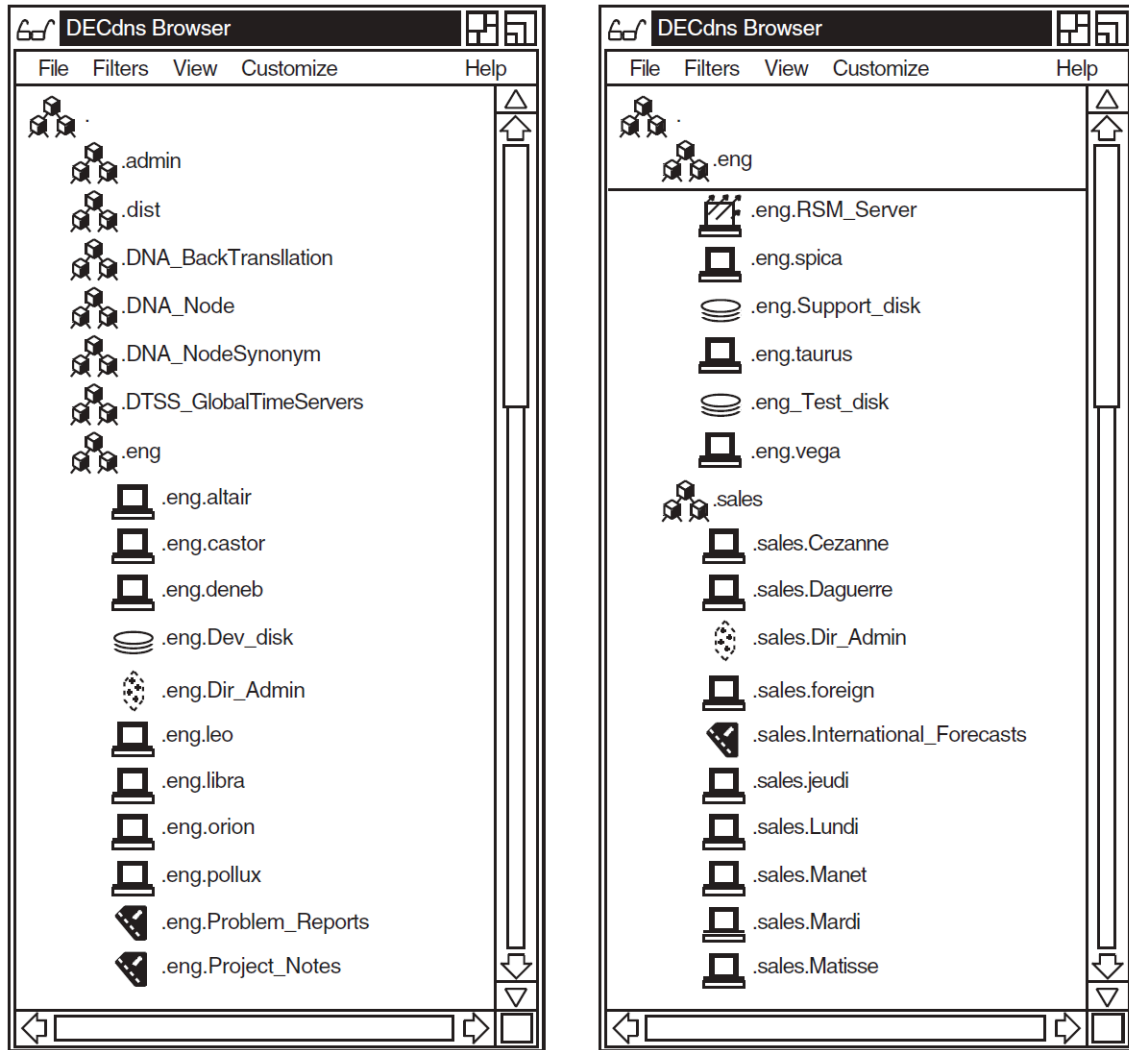 DECdns Browser
File Filters View Customize Help
.
.admin
.dist
.DNA_BackTransllation
.DNA_Node
.DNA_NodeSynonym
.DTSS_GlobalTimeServers
.eng
.eng.altair
.eng.castor
.eng.deneb
.eng.Dev_disk
.eng.Dir_Admin
.eng.leo
.eng.libra
.eng.orion
.eng.pollux
.eng.Problem_Reports
.eng.Project_Notes
DECdns Browser
File Filters View Customize Help
.
.eng
.eng.RSM_Server
.eng.spica
.eng.Support_disk
.eng.taurus
.eng_Test_disk
.eng.vega
.sales
.sales.Cezanne
.sales.Daguerre
.sales.Dir_Admin
.sales.foreign
.sales.International_Forecasts
.sales.jeudi
.sales.Lundi
.sales.Manet
.sales.Mardi
.sales.Matisse